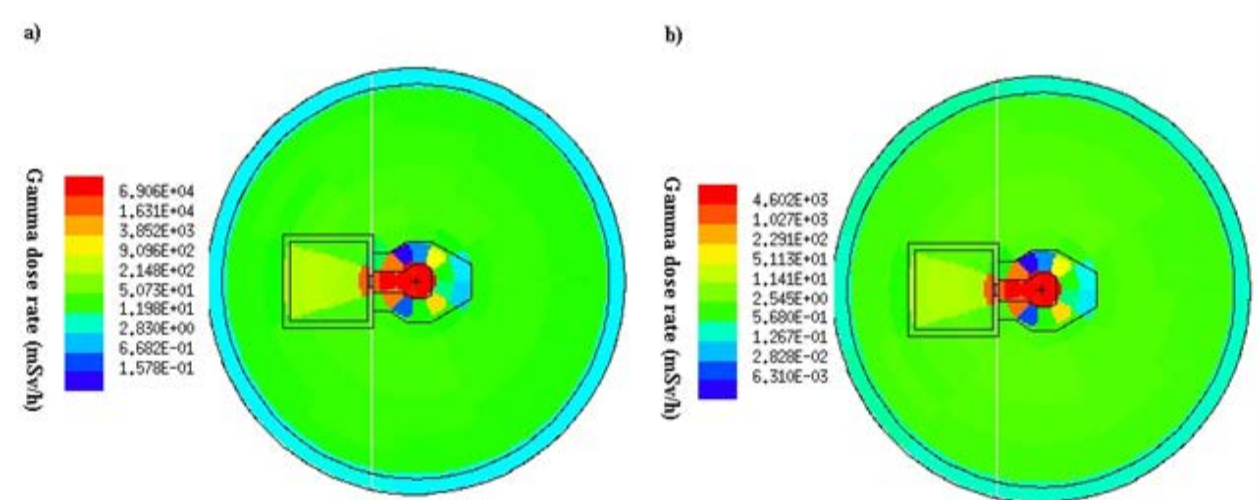 a)
Gamma dose rate (mSv/h)
6.906E+04
1.631E+04
3.852E+03
9.096E+02
2.148E+02
5.073E+01
1.198E+01
2.830E+00
6.682E-01
1.578E-01
b)
Gamma dose rate (mSv/h)
4.602E+03
1.027E+03
2.291E+02
5.113E+01
1.141E+01
2.545E+00
5.680E-01
1.267E-01
2.828E-02
6.310E-03